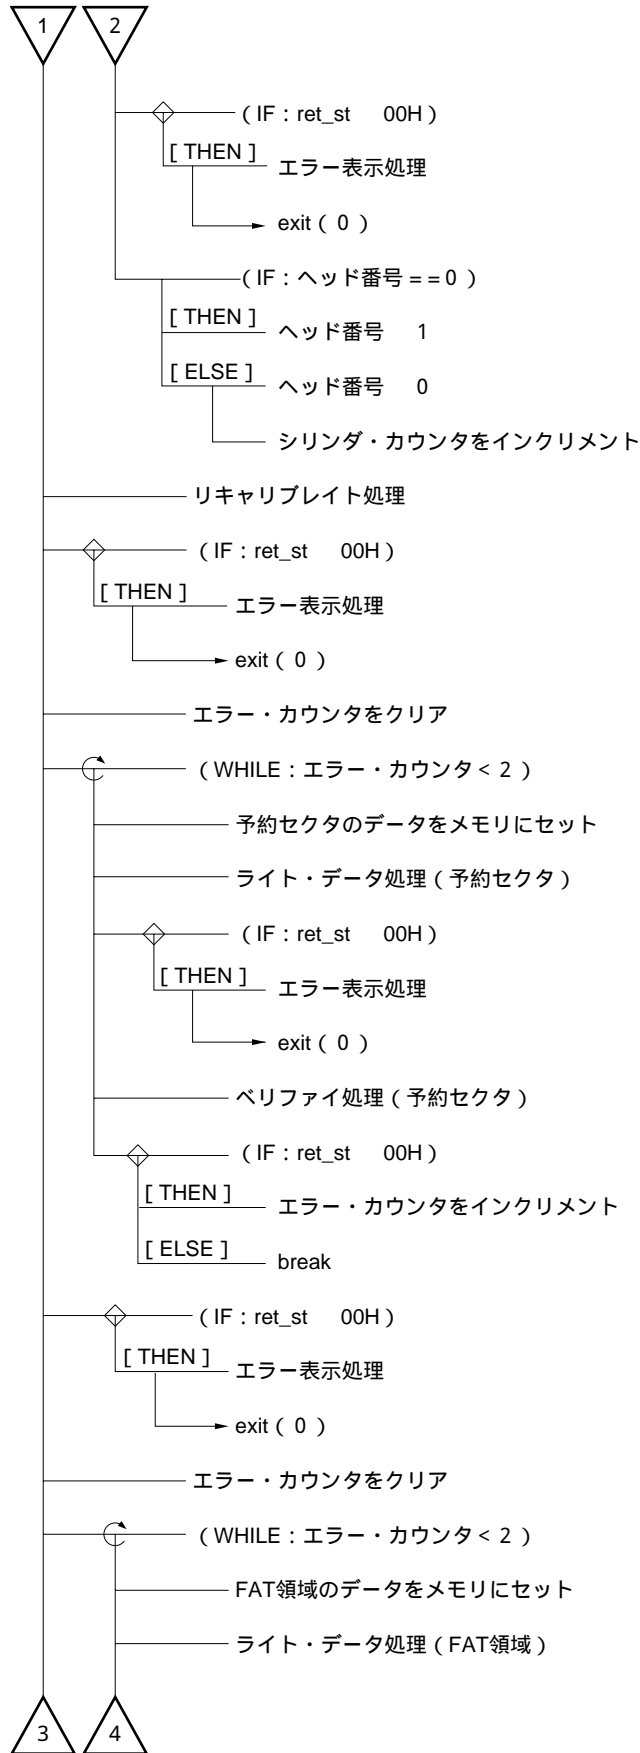 1 2
( IF : ret_st 00H )
[ THEN ] エラー表示処理
exit ( 0 )
( IF : ヘッド番号 = = 0 )
[ THEN ] ヘッド番号 1
[ ELSE ] ヘッド番号 0
シリンダ・カウンタをインクリメント
リキャリブレイト処理
( IF : ret_st 00H )
[ THEN ] エラー表示処理
exit ( 0 )
エラー・カウンタをクリア
( WHILE : エラー・カウンタ < 2 )
予約セクタのデータをメモリにセット
ライト・データ処理 ( 予約セクタ )
( IF : ret_st 00H )
[ THEN ] エラー表示処理
exit ( 0 )
ベリファイ処理 ( 予約セクタ )
( IF : ret_st 00H )
[ THEN ] エラー・カウンタをインクリメント
[ ELSE ] break
( IF : ret_st 00H )
[ THEN ] エラー表示処理
exit ( 0 )
エラー・カウンタをクリア
( WHILE : エラー・カウンタ < 2 )
FAT領域のデータをメモリにセット
ライト・データ処理 ( FAT領域 )
3 4